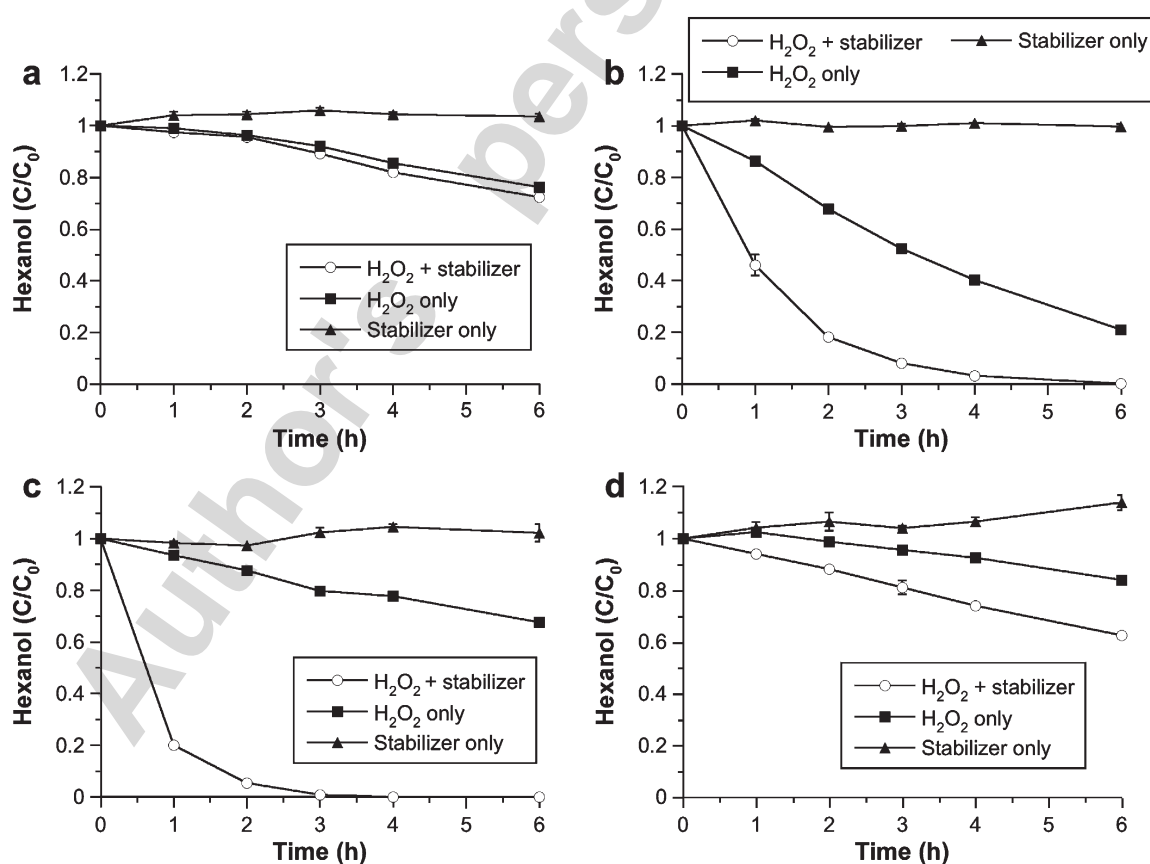 H₂O₂ + stabilizer Stabilizer only
H₂O₂ only
a
1.2
1
0.8
0.6
0.4
0.2
0
Hexanol (C/C₀)
H₂O₂ + stabilizer
H₂O₂ only
Stabilizer only
0 1 2 3 4 5 6
Time (h)
b
1.2
1
0.8
0.6
0.4
0.2
0
Hexanol (C/C₀)
0 1 2 3 4 5 6
Time (h)
c
1.2
1
0.8
0.6
0.4
0.2
0
Hexanol (C/C₀)
H₂O₂ + stabilizer
H₂O₂ only
Stabilizer only
0 1 2 3 4 5 6
Time (h)
d
1.2
1
0.8
0.6
0.4
0.2
0
Hexanol (C/C₀)
H₂O₂ + stabilizer
H₂O₂ only
Stabilizer only
0 1 2 3 4 5 6
Time (h)
Author's pers